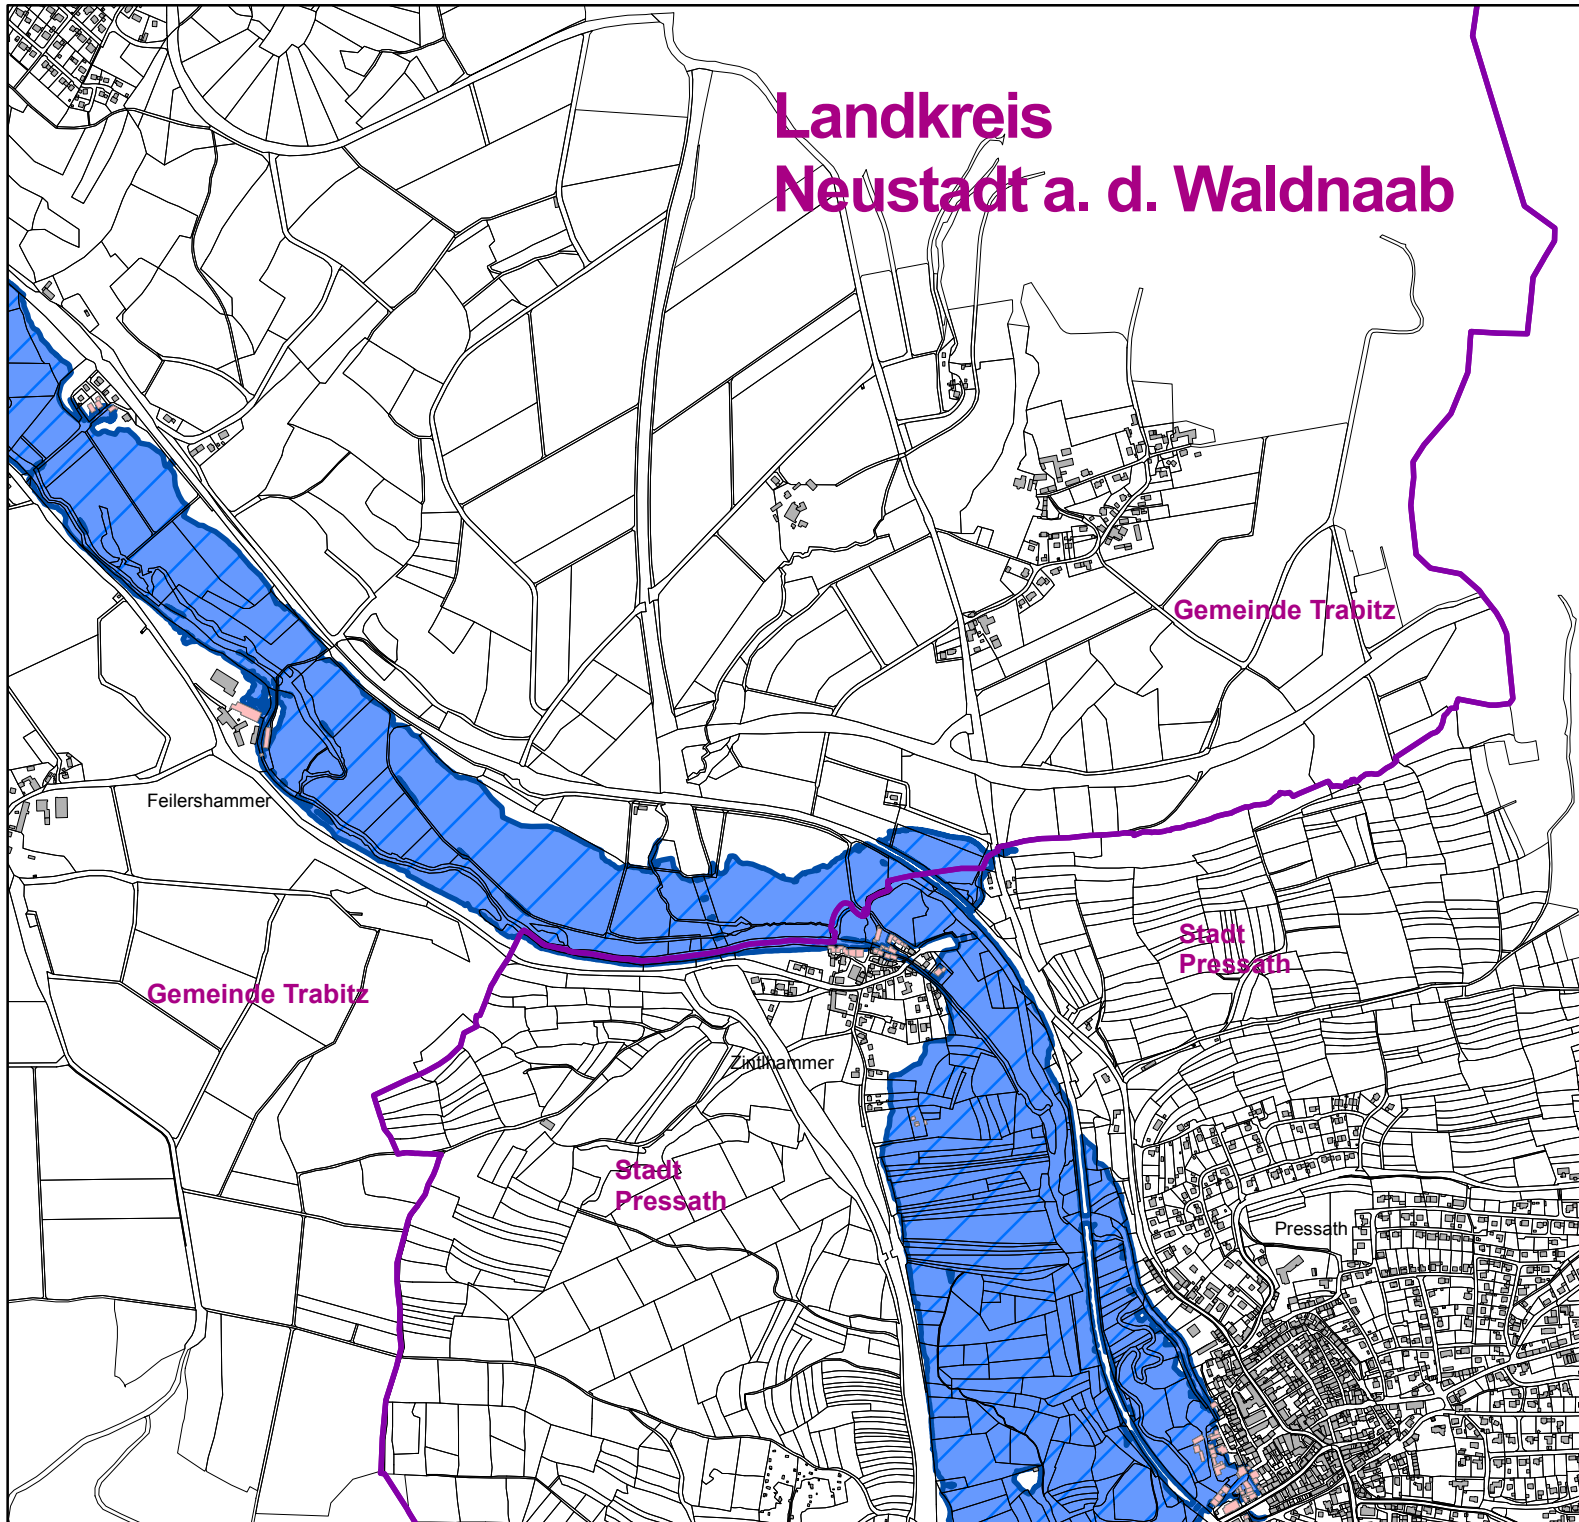 Landkreis
Neustadt a. d. Waldnaab
Gemeinde Trabitz
Feilershammer
Stadt
Pressath
Gemeinde Trabitz
Zintlhammer
Stadt
Pressath
Pressath